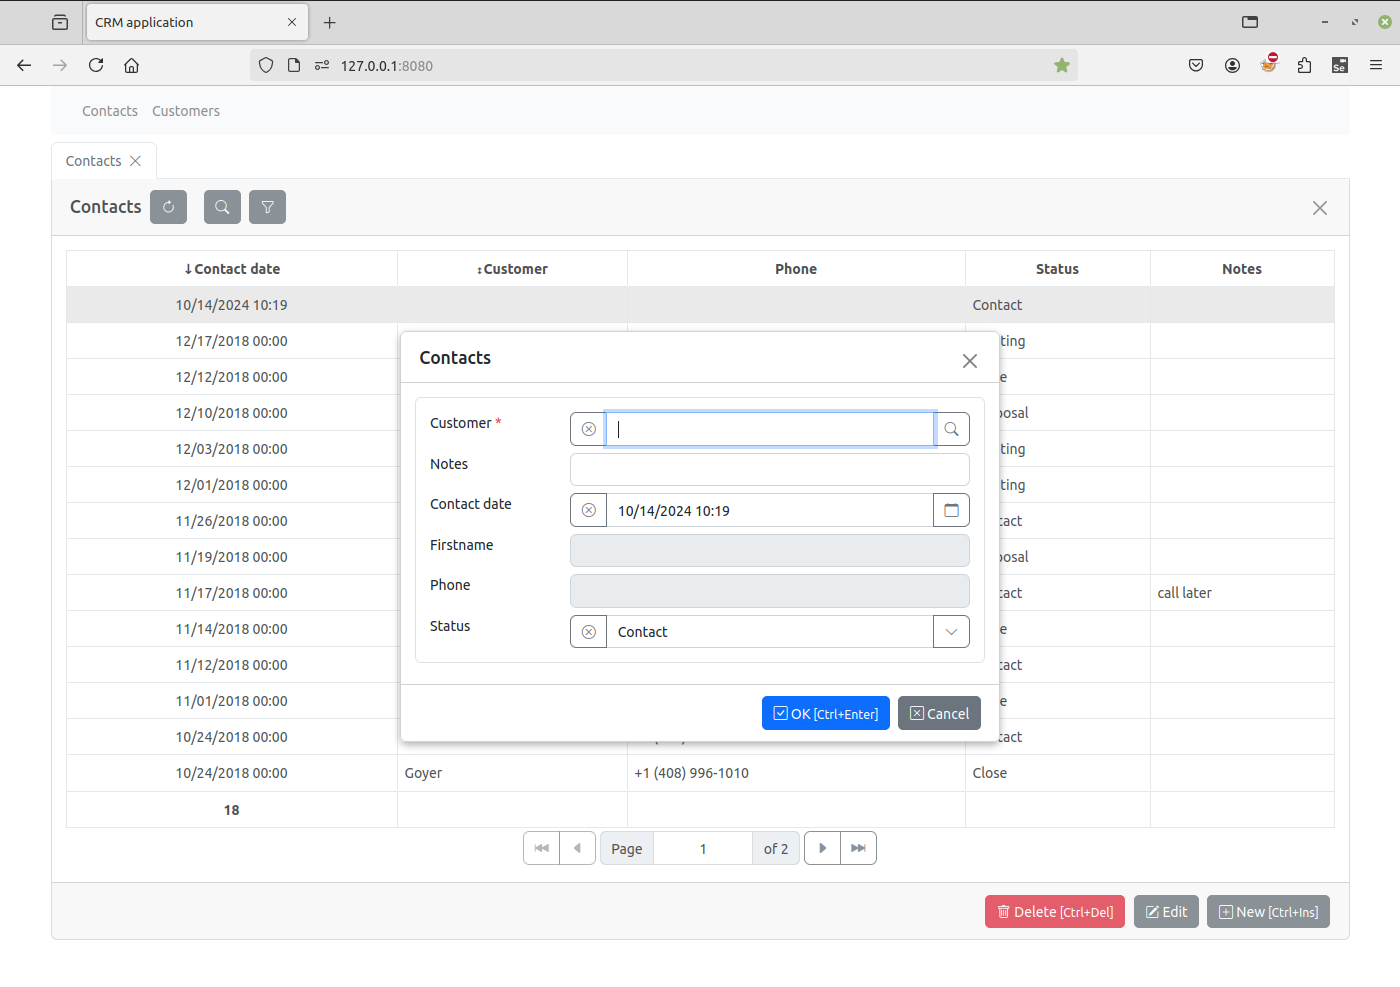 CRM application
127.0.0.1:8080
Se
Contacts Customers
Contacts
Contacts
↓Contact date ↕Customer Phone Status Notes
10/14/2024 10:19 Contact
12/17/2018 00:00 ting
12/12/2018 00:00 e
12/10/2018 00:00 osal
12/03/2018 00:00 ting
12/01/2018 00:00 ting
11/26/2018 00:00 tact
11/19/2018 00:00 osal
11/17/2018 00:00 tact call later
11/14/2018 00:00 e
11/12/2018 00:00 tact
11/01/2018 00:00 e
10/24/2018 00:00 tact
10/24/2018 00:00 Goyer +1 (408) 996-1010 Close
18
Page 1 of 2
Delete [Ctrl+Del] Edit New [Ctrl+Ins]
Contacts
Customer *
Notes
Contact date 10/14/2024 10:19
Firstname
Phone
Status Contact
OK [Ctrl+Enter] Cancel